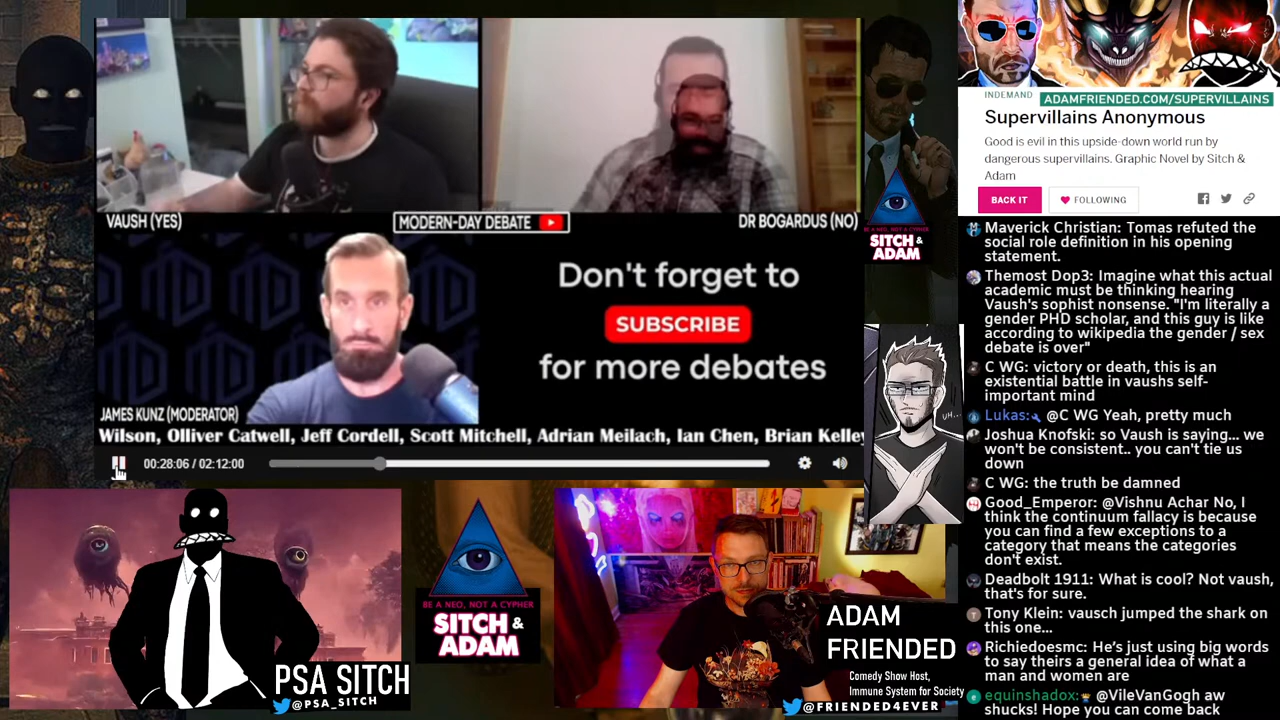 VAUSH (YES)
MODERN-DAY DEBATE
DR BOGARDUS (NO)
JAMES KUNZ (MODERATOR)
Don't forget to
SUBSCRIBE
for more debates
Wilson, Olliver Catwell, Jeff Cordell, Scott Mitchell, Adrian Meilach, Ian Chen, Brian Kelley
00:28:06 / 02:12:00
BE A NEO, NOT A CYPHER
SITCH &
ADAM
UH...
INDEMAND
ADAMFRIENDED.COM/SUPERVILLAINS
Supervillains Anonymous
Good is evil in this upside-down world run by
dangerous supervillains. Graphic Novel by Sitch &
Adam
BACK IT
FOLLOWING
Maverick Christian: Tomas refuted the
social role definition in his opening
statement.
Themost Dop3: Imagine what this actual
academic must be thinking hearing
Vaush's sophist nonsense. "I'm literally a
gender PHD scholar, and this guy is like
according to wikipedia the gender / sex
debate is over"
C WG: victory or death, this is an
existential battle in vaushs self-
important mind
Lukas: @C WG Yeah, pretty much
Joshua Knofski: so Vaush is saying... we
won't be consistent.. you can't tie us
down
C WG: the truth be damned
Good_Emperor: @Vishnu Achar No, I
think the continuum fallacy is because
you can find a few exceptions to a
category that means the categories
don't exist.
Deadbolt 1911: What is cool? Not vaush,
that's for sure.
Tony Klein: vausch jumped the shark on
this one...
Richiedoesmc: He's just using big words
to say theirs a general idea of what a
man and women are
equinshadox: @VileVanGogh aw
shucks! Hope you can come back
PSA SITCH
@PSA_SITCH
BE A NEO, NOT A CYPHER
SITCH &
ADAM
ADAM
FRIENDED
Comedy Show Host,
Immune System for Society
@FRIENDED4EVER